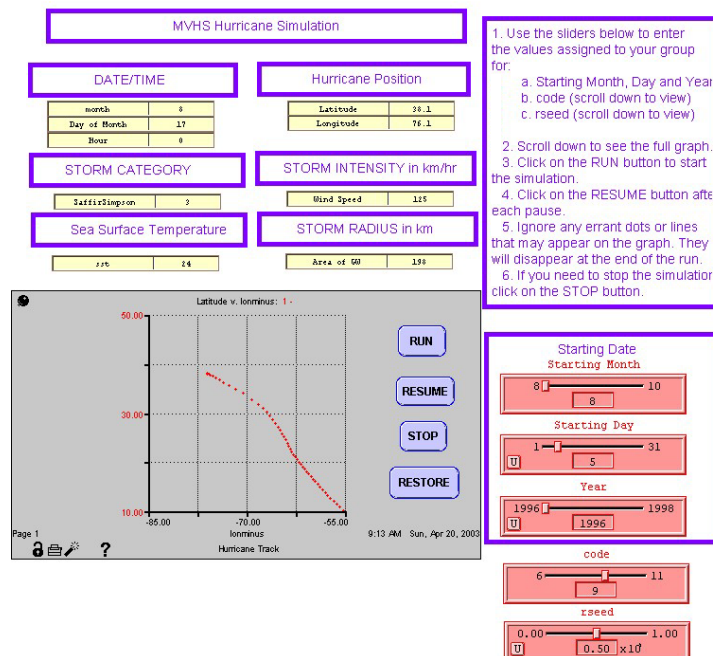 MVHS Hurricane Simulation
DATE/TIME
month 8
Day of Month 17
Hour 0
Hurricane Position
Latitude 38.1
Longitude 76.1
STORM CATEGORY
SaffirSimpson 3
STORM INTENSITY in km/hr
Wind Speed 125
Sea Surface Temperature
sst 24
STORM RADIUS in km
Area of GW 198
1. Use the sliders below to enter
the values assigned to your group
for:
a. Starting Month, Day and Year
b. code (scroll down to view)
c. rseed (scroll down to view)
2. Scroll down to see the full graph.
3. Click on the RUN button to start
the simulation.
4. Click on the RESUME button afte
each pause.
5. Ignore any errant dots or lines
that may appear on the graph. They
will disappear at the end of the run.
6. If you need to stop the simulation
click on the STOP button.
Latitude v. lonminus: 1 -
50.00
30.00
10.00
-85.00 -70.00 -55.00
lonminus
Hurricane Track
Page 1
9:13 AM Sun, Apr 20, 2003
?
RUN
RESUME
STOP
RESTORE
Starting Date
Starting Month
8 10
8
Starting Day
1 31
U 5
Year
1996 1998
U 1996
code
6 11
9
rseed
0.00 1.00
U 0.50